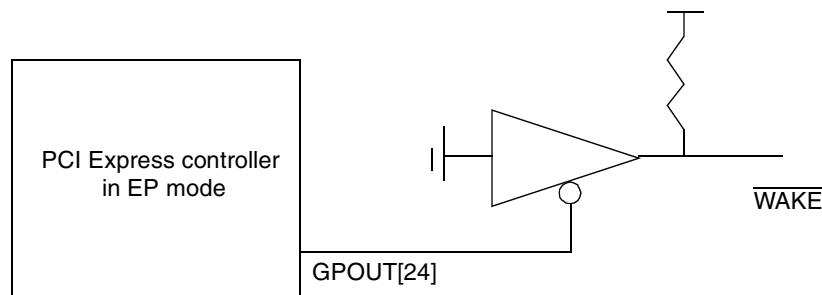 PCI Express controller
in EP mode
WAKE
GPOUT[24]